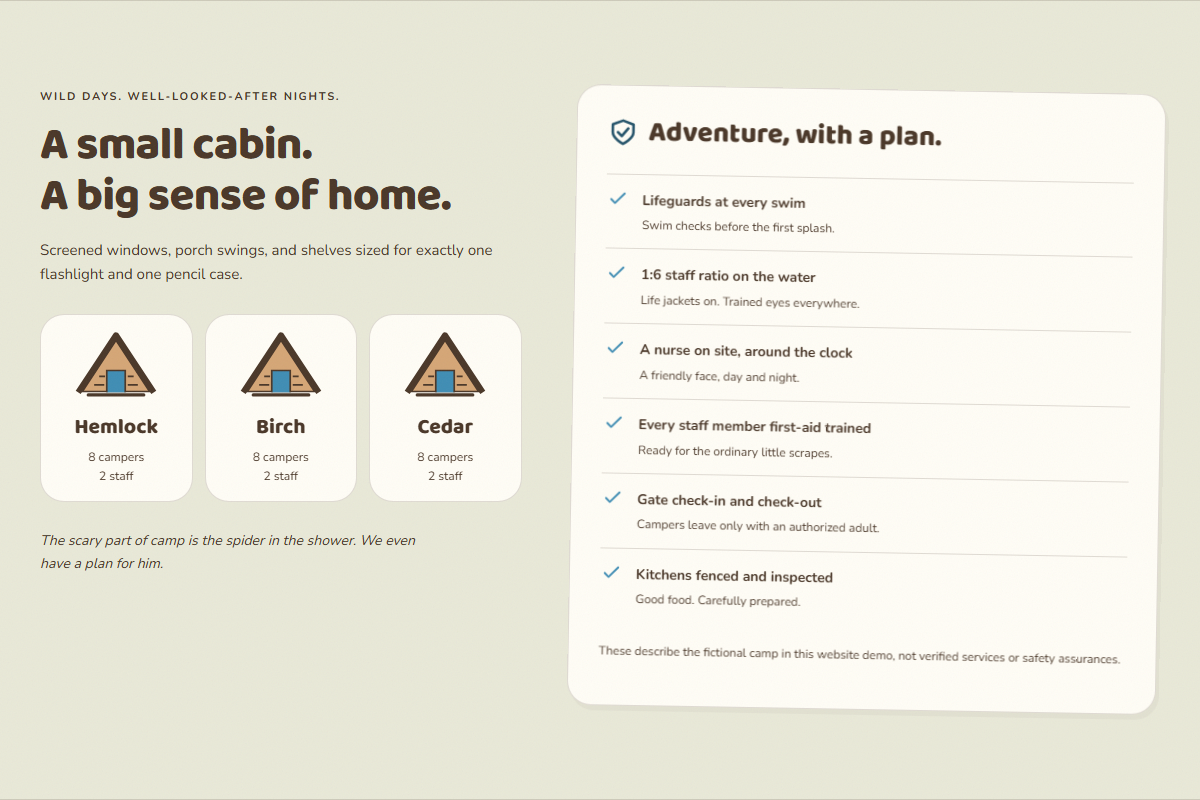 WILD DAYS. WELL-LOOKED-AFTER NIGHTS.
A small cabin.
A big sense of home.
Screened windows, porch swings, and shelves sized for exactly one
flashlight and one pencil case.
Hemlock
8 campers
2 staff
Birch
8 campers
2 staff
Cedar
8 campers
2 staff
The scary part of camp is the spider in the shower. We even
have a plan for him.
Adventure, with a plan.
Lifeguards at every swim
Swim checks before the first splash.
1:6 staff ratio on the water
Life jackets on. Trained eyes everywhere.
A nurse on site, around the clock
A friendly face, day and night.
Every staff member first-aid trained
Ready for the ordinary little scrapes.
Gate check-in and check-out
Campers leave only with an authorized adult.
Kitchens fenced and inspected
Good food. Carefully prepared.
These describe the fictional camp in this website demo, not verified services or safety assurances.